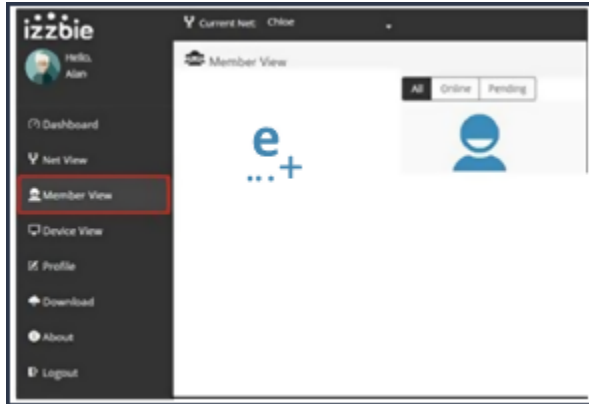 izzbie
Current Net: Chloe
Hello,
Alan
Member View
All Online Pending
Dashboard
Net View
Member View
Device View
Profile
Download
About
Logout
e
...+